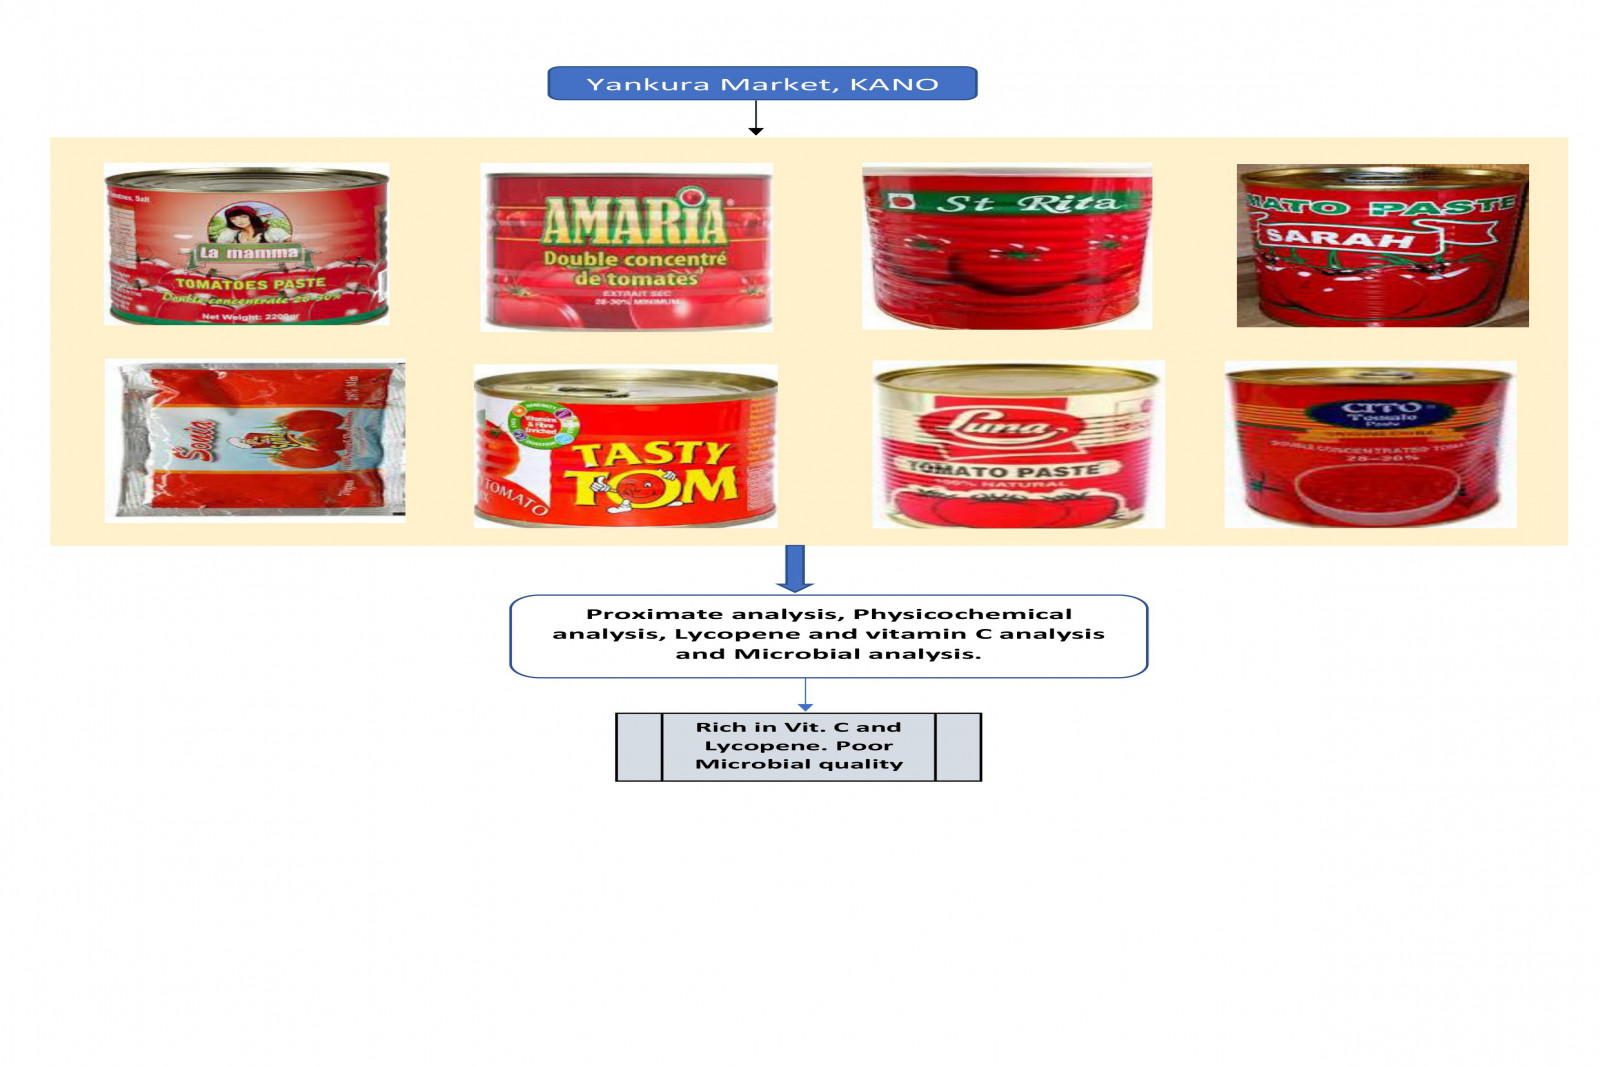 Yankura Market, KANO
La mamma
TOMATOES PASTE
Double concentrate 28-30%
Net Weight: 2200gr
AMARIA
Double concentré
de tomates
EXTRAIT SEC
28-30% MINIMUM
St Rita
MATO PASTE
SARAH
Sonia
TASTY
TOM
Vitamins
& Fibre
Enriched
TOMATO
Luna
TOMATO PASTE
100% NATURAL
CITO
Tomato
Paste
DOUBLE CONCENTRATED TOMA
28-30%
Proximate analysis, Physicochemical
analysis, Lycopene and vitamin C analysis
and Microbial analysis.
Rich in Vit. C and
Lycopene. Poor
Microbial quality